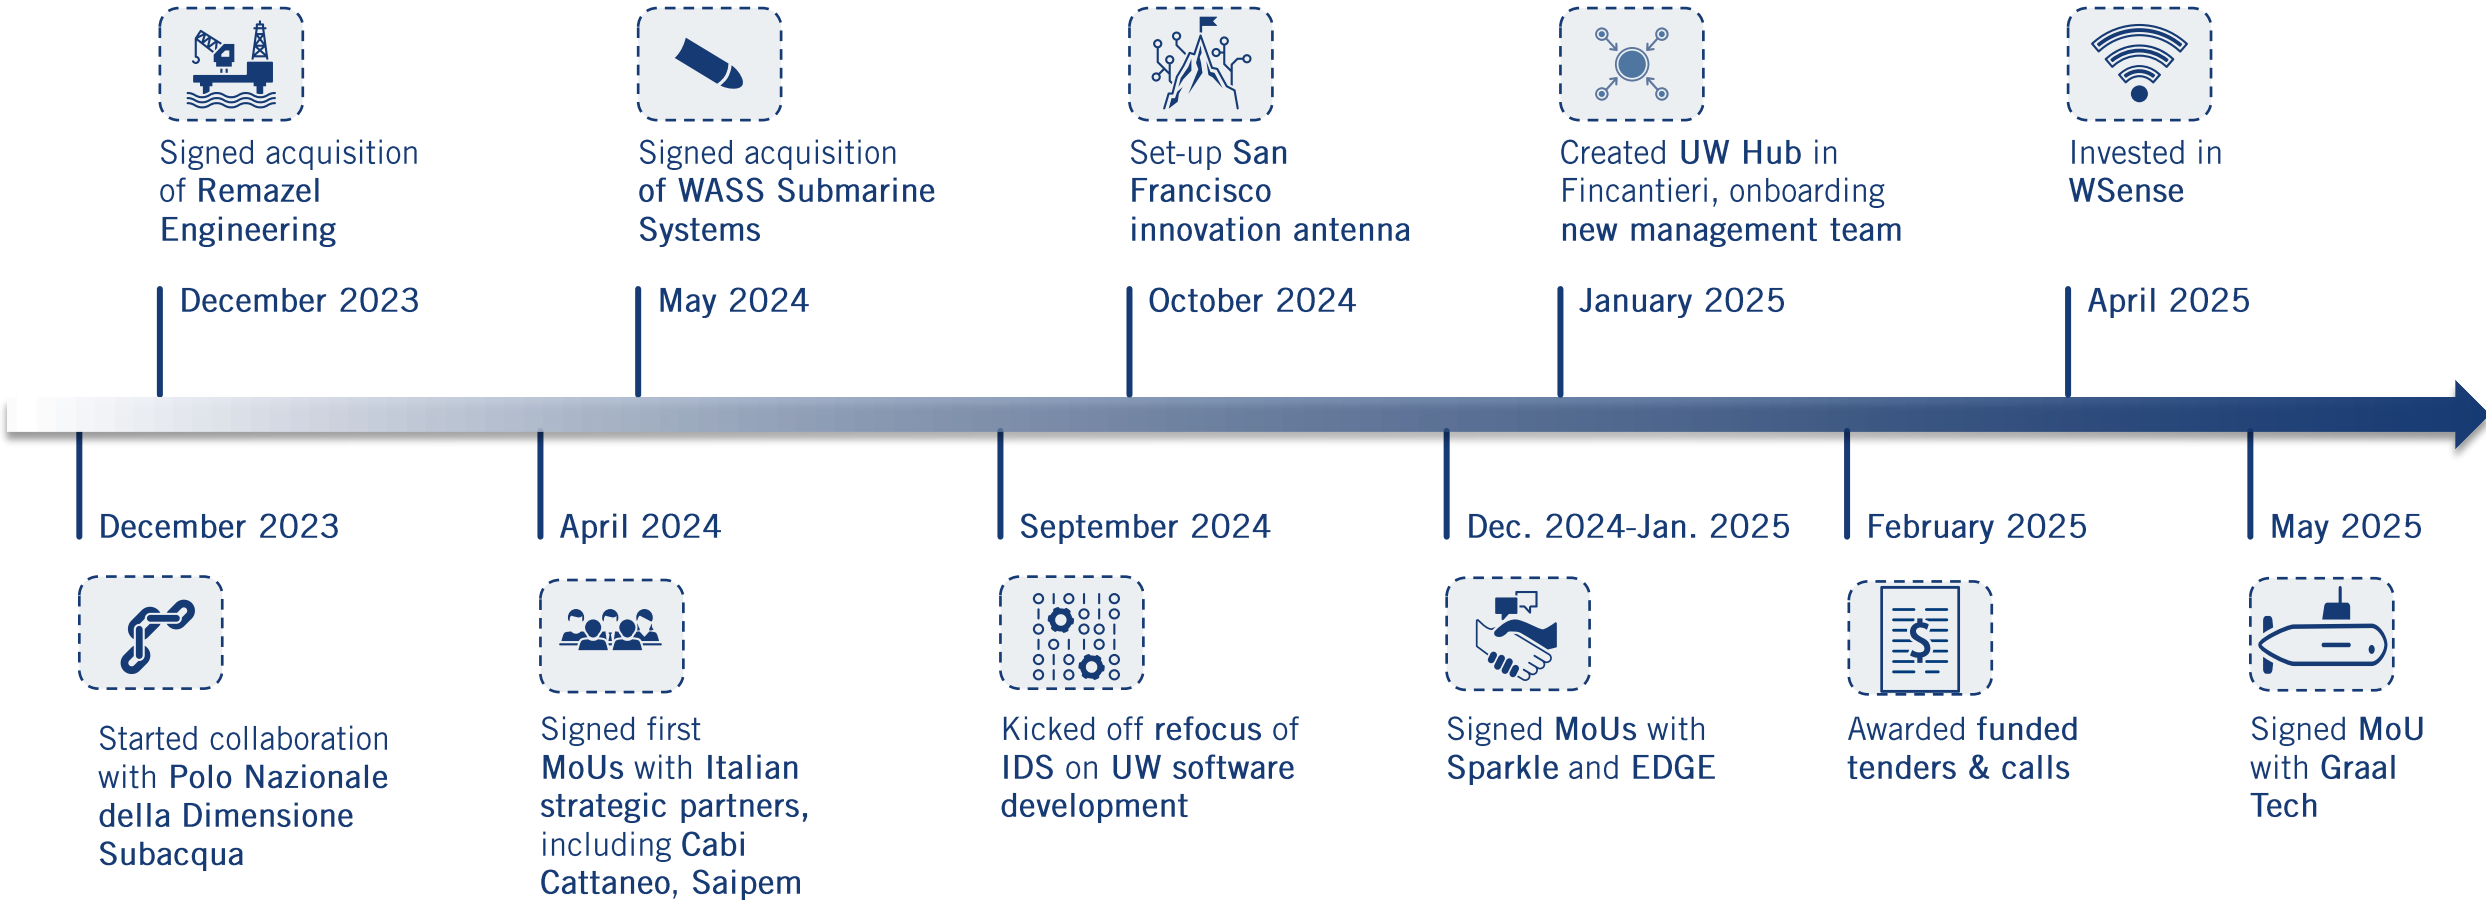 Signed acquisition
of Remazel
Engineering
December 2023
Signed acquisition
of WASS Submarine
Systems
May 2024
Set-up San
Francisco
innovation antenna
October 2024
Created UW Hub in
Fincantieri, onboarding
new management team
January 2025
Invested in
WSense
April 2025
December 2023
Started collaboration
with Polo Nazionale
della Dimensione
Subacqua
April 2024
Signed first
MoUs with Italian
strategic partners,
including Cabi
Cattaneo, Saipem
September 2024
Kicked off refocus of
IDS on UW software
development
Dec. 2024-Jan. 2025
Signed MoUs with
Sparkle and EDGE
February 2025
$
Awarded funded
tenders & calls
May 2025
Signed MoU
with Graal
Tech